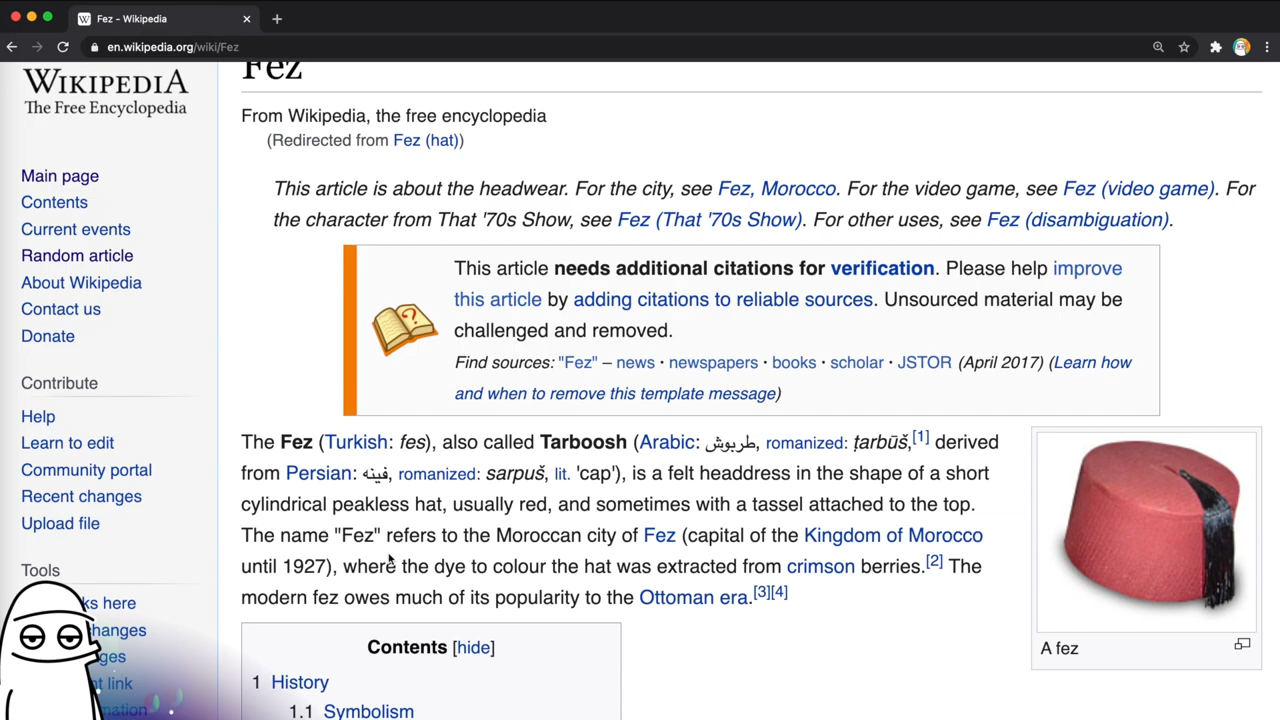 Fez - Wikipedia
en.wikipedia.org/wiki/Fez
WIKIPEDIA
The Free Encyclopedia
Main page
Contents
Current events
Random article
About Wikipedia
Contact us
Donate
Contribute
Help
Learn to edit
Community portal
Recent changes
Upload file
Tools
here
Fez
From Wikipedia, the free encyclopedia
(Redirected from Fez (hat))
This article is about the headwear. For the city, see Fez, Morocco. For the video game, see Fez (video game). For
the character from That '70s Show, see Fez (That '70s Show). For other uses, see Fez (disambiguation).
This article needs additional citations for verification. Please help improve
this article by adding citations to reliable sources. Unsourced material may be
challenged and removed.
Find sources: "Fez" – news · newspapers · books · scholar · JSTOR (April 2017) (Learn how
and when to remove this template message)
The Fez (Turkish: fes), also called Tarboosh (Arabic: طربوش, romanized: ṭarbūš,[1] derived
from Persian: فينه, romanized: sarpuš, lit. 'cap'), is a felt headdress in the shape of a short
cylindrical peakless hat, usually red, and sometimes with a tassel attached to the top.
The name "Fez" refers to the Moroccan city of Fez (capital of the Kingdom of Morocco
until 1927), where the dye to colour the hat was extracted from crimson berries.[2] The
modern fez owes much of its popularity to the Ottoman era.[3][4]
A fez
Contents [hide]
1 History
1.1 Symbolism